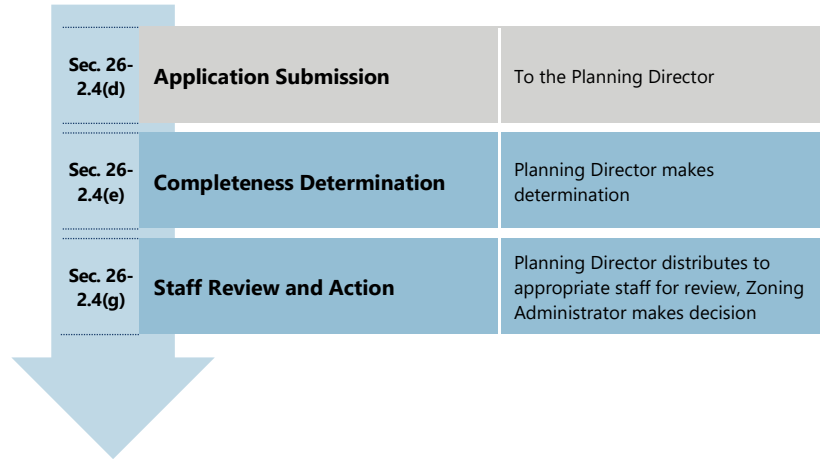 Sec. 26-
2.4(d)
Application Submission
To the Planning Director
Sec. 26-
2.4(e)
Completeness Determination
Planning Director makes
determination
Sec. 26-
2.4(g)
Staff Review and Action
Planning Director distributes to
appropriate staff for review, Zoning
Administrator makes decision